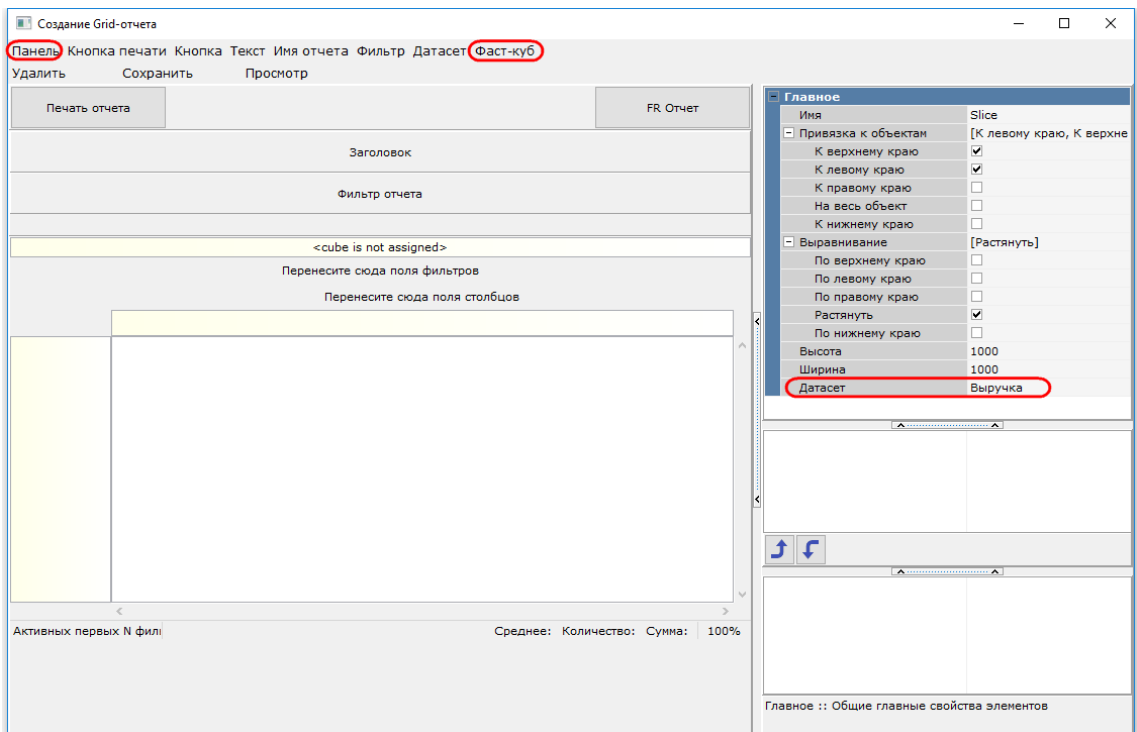 Создание Grid-отчета
Панель Кнопка печати Кнопка Текст Имя отчета Фильтр Датасет Фаст-куб
Удалить Сохранить Просмотр
Печать отчета FR Отчет
Заголовок
Фильтр отчета
<cube is not assigned>
Перенесите сюда поля фильтров
Перенесите сюда поля столбцов
Активных первых N фил
Среднее: Количество: Сумма: 100%
Главное
Имя Slice
Привязка к объектам [К левому краю, К верхне
К верхнему краю
К левому краю
К правому краю
На весь объект
К нижнему краю
Выравнивание [Растянуть]
По верхнему краю
По левому краю
По правому краю
Растянуть
По нижнему краю
Высота 1000
Ширина 1000
Датасет Выручка
Главное :: Общие главные свойства элементов